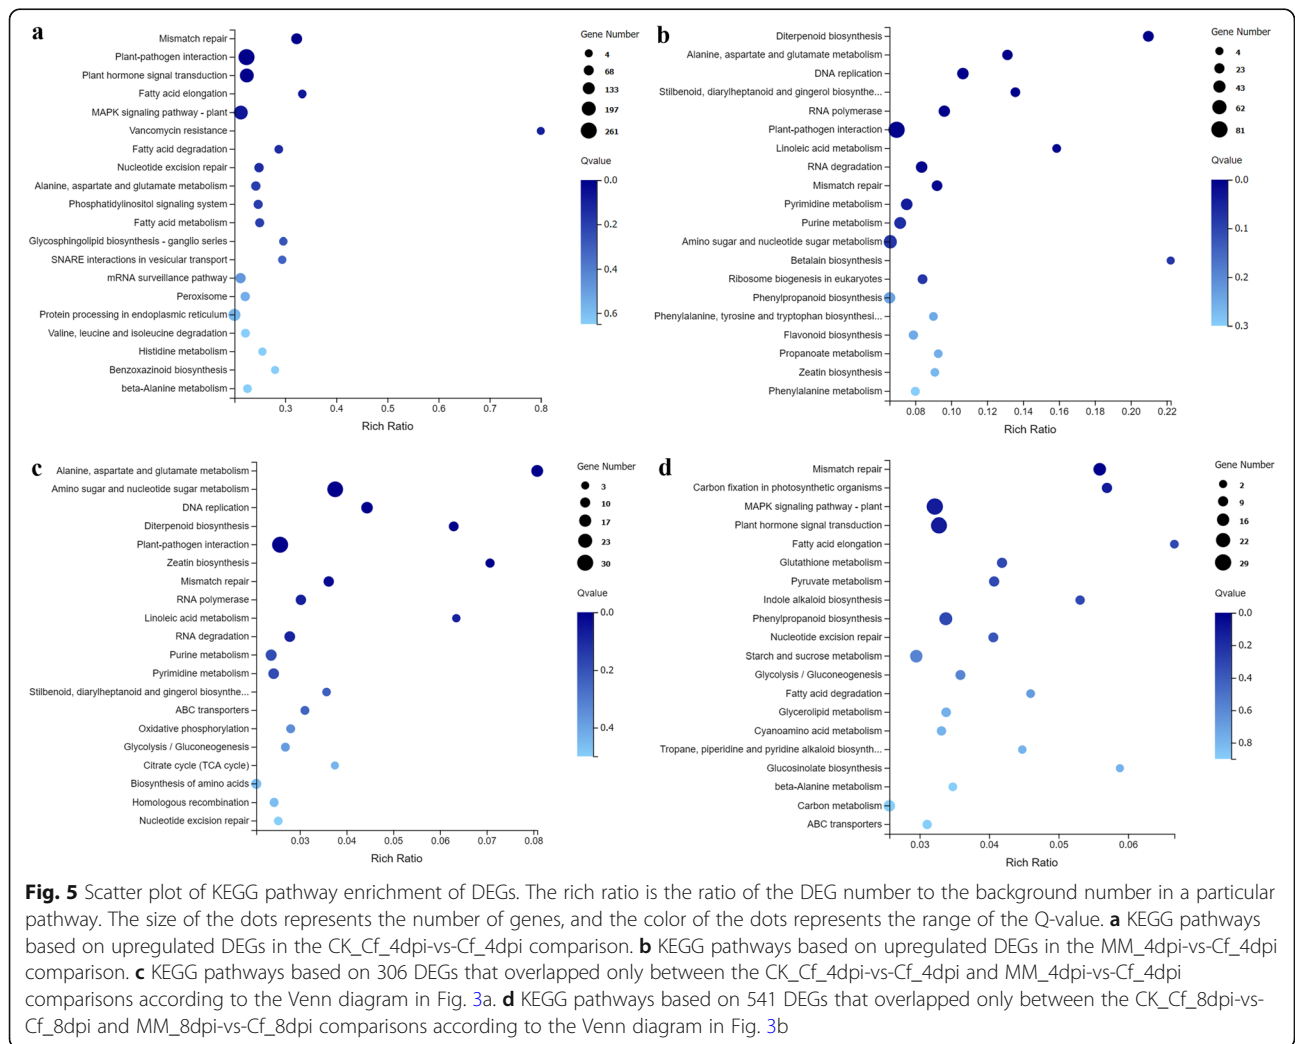 a
Mismatch repair
Plant-pathogen interaction
Plant hormone signal transduction
Fatty acid elongation
MAPK signaling pathway - plant
Vancomycin resistance
Fatty acid degradation
Nucleotide excision repair
Alanine, aspartate and glutamate metabolism
Phosphatidylinositol signaling system
Fatty acid metabolism
Glycosphingolipid biosynthesis - ganglio series
SNARE interactions in vesicular transport
mRNA surveillance pathway
Peroxisome
Protein processing in endoplasmic reticulum
Valine, leucine and isoleucine degradation
Histidine metabolism
Benzoxazinoid biosynthesis
beta-Alanine metabolism
0.3 0.4 0.5 0.6 0.7 0.8
Rich Ratio
Gene Number
4
68
133
197
261
Qvalue
0.0
0.2
0.4
0.6
b
Diterpenoid biosynthesis
Alanine, aspartate and glutamate metabolism
DNA replication
Stilbenoid, diarylheptanoid and gingerol biosynthe...
RNA polymerase
Plant-pathogen interaction
Linoleic acid metabolism
RNA degradation
Mismatch repair
Pyrimidine metabolism
Purine metabolism
Amino sugar and nucleotide sugar metabolism
Betalain biosynthesis
Ribosome biogenesis in eukaryotes
Phenylpropanoid biosynthesis
Phenylalanine, tyrosine and tryptophan biosynthesi...
Flavonoid biosynthesis
Propanoate metabolism
Zeatin biosynthesis
Phenylalanine metabolism
0.08 0.10 0.12 0.14 0.16 0.18 0.20 0.22
Rich Ratio
Gene Number
4
23
43
62
81
Qvalue
0.0
0.1
0.2
0.3
c
Alanine, aspartate and glutamate metabolism
Amino sugar and nucleotide sugar metabolism
DNA replication
Diterpenoid biosynthesis
Plant-pathogen interaction
Zeatin biosynthesis
Mismatch repair
RNA polymerase
Linoleic acid metabolism
RNA degradation
Purine metabolism
Pyrimidine metabolism
Stilbenoid, diarylheptanoid and gingerol biosynthe...
ABC transporters
Oxidative phosphorylation
Glycolysis / Gluconeogenesis
Citrate cycle (TCA cycle)
Biosynthesis of amino acids
Homologous recombination
Nucleotide excision repair
0.03 0.04 0.05 0.06 0.07 0.08
Rich Ratio
Gene Number
3
10
17
23
30
Qvalue
0.0
0.2
0.4
d
Mismatch repair
Carbon fixation in photosynthetic organisms
MAPK signaling pathway - plant
Plant hormone signal transduction
Fatty acid elongation
Glutathione metabolism
Pyruvate metabolism
Indole alkaloid biosynthesis
Phenylpropanoid biosynthesis
Nucleotide excision repair
Starch and sucrose metabolism
Glycolysis / Gluconeogenesis
Fatty acid degradation
Glycerolipid metabolism
Cyanoamino acid metabolism
Tropane, piperidine and pyridine alkaloid biosynth...
Glucosinolate biosynthesis
beta-Alanine metabolism
Carbon metabolism
ABC transporters
0.03 0.04 0.05 0.06
Rich Ratio
Gene Number
2
9
16
22
29
Qvalue
0.0
0.2
0.4
0.6
0.8
Fig. 5 Scatter plot of KEGG pathway enrichment of DEGs. The rich ratio is the ratio of the DEG number to the background number in a particular
pathway. The size of the dots represents the number of genes, and the color of the dots represents the range of the Q-value. a KEGG pathways
based on upregulated DEGs in the CK_Cf_4dpi-vs-Cf_4dpi comparison. b KEGG pathways based on upregulated DEGs in the MM_4dpi-vs-Cf_4dpi
comparison. c KEGG pathways based on 306 DEGs that overlapped only between the CK_Cf_4dpi-vs-Cf_4dpi and MM_4dpi-vs-Cf_4dpi
comparisons according to the Venn diagram in Fig. 3a. d KEGG pathways based on 541 DEGs that overlapped only between the CK_Cf_8dpi-vs-
Cf_8dpi and MM_8dpi-vs-Cf_8dpi comparisons according to the Venn diagram in Fig. 3b